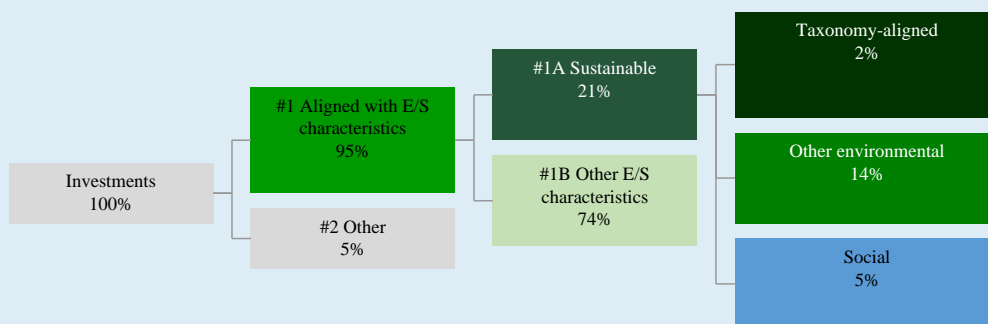 Investments
100%
#1 Aligned with E/S
characteristics
95%
#2 Other
5%
#1A Sustainable
21%
#1B Other E/S
characteristics
74%
Taxonomy-aligned
2%
Other environmental
14%
Social
5%